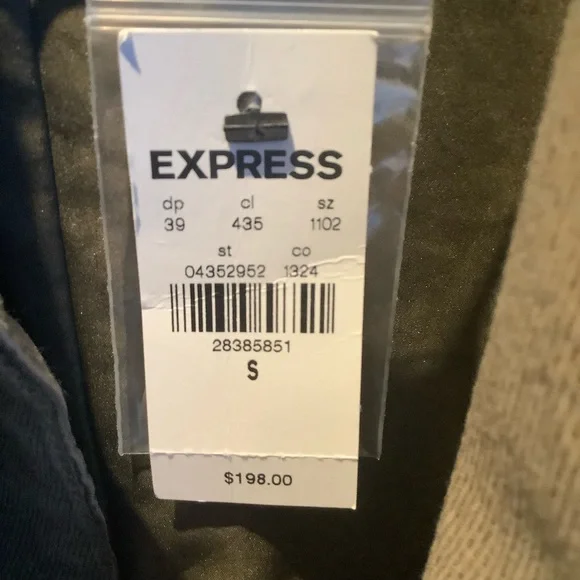 EXPRESS
dp cl sz
39 435 1102
st co
04352952 1324
28385851
S
$198.00